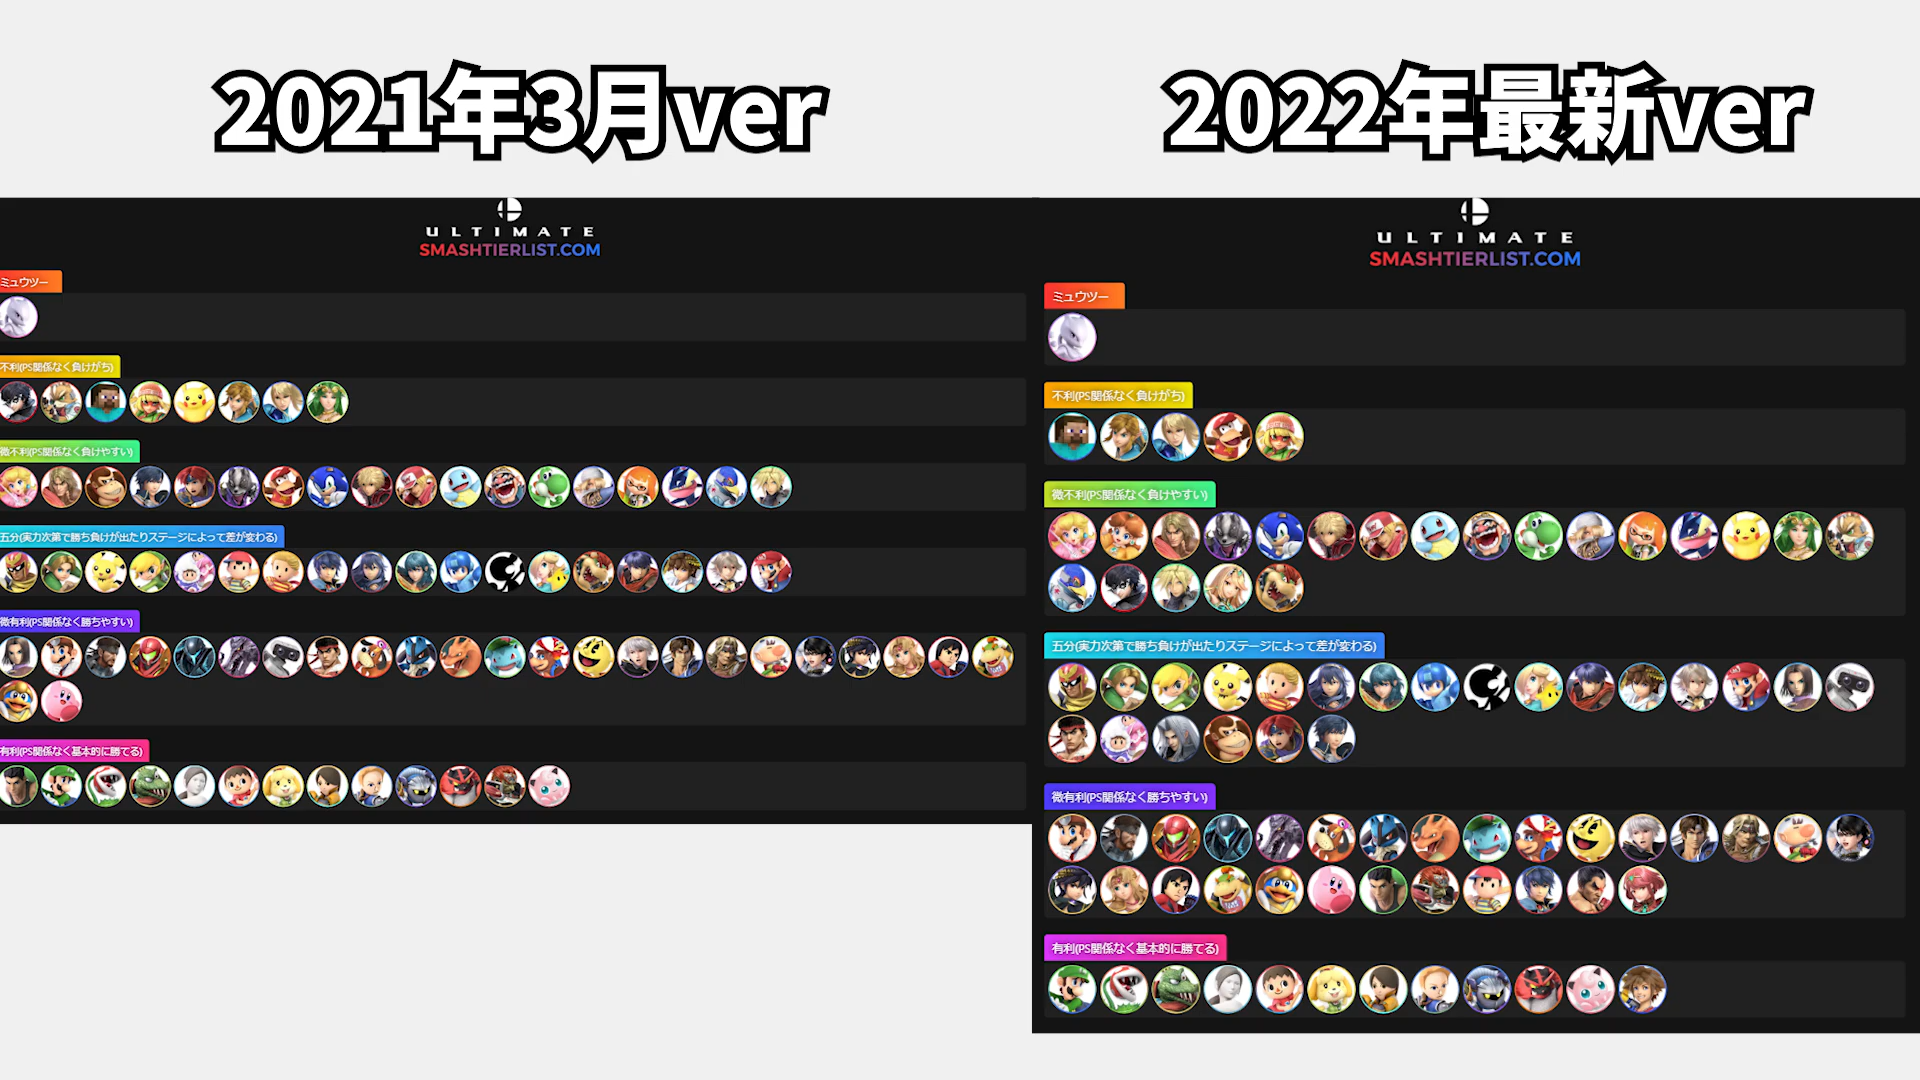 2021年3月ver
ULTIMATE
SMASHTIERLIST.COM
ミュウツー
不利(PS関係なく負けがち)
微不利(PS関係なく負けやすい)
五分(実力次第で勝ち負けが出たりステージによって差が変わる)
微有利(PS関係なく勝ちやすい)
有利(PS関係なく基本的に勝てる)
2022年最新ver
ULTIMATE
SMASHTIERLIST.COM
ミュウツー
不利(PS関係なく負けがち)
微不利(PS関係なく負けやすい)
五分(実力次第で勝ち負けが出たりステージによって差が変わる)
微有利(PS関係なく勝ちやすい)
有利(PS関係なく基本的に勝てる)